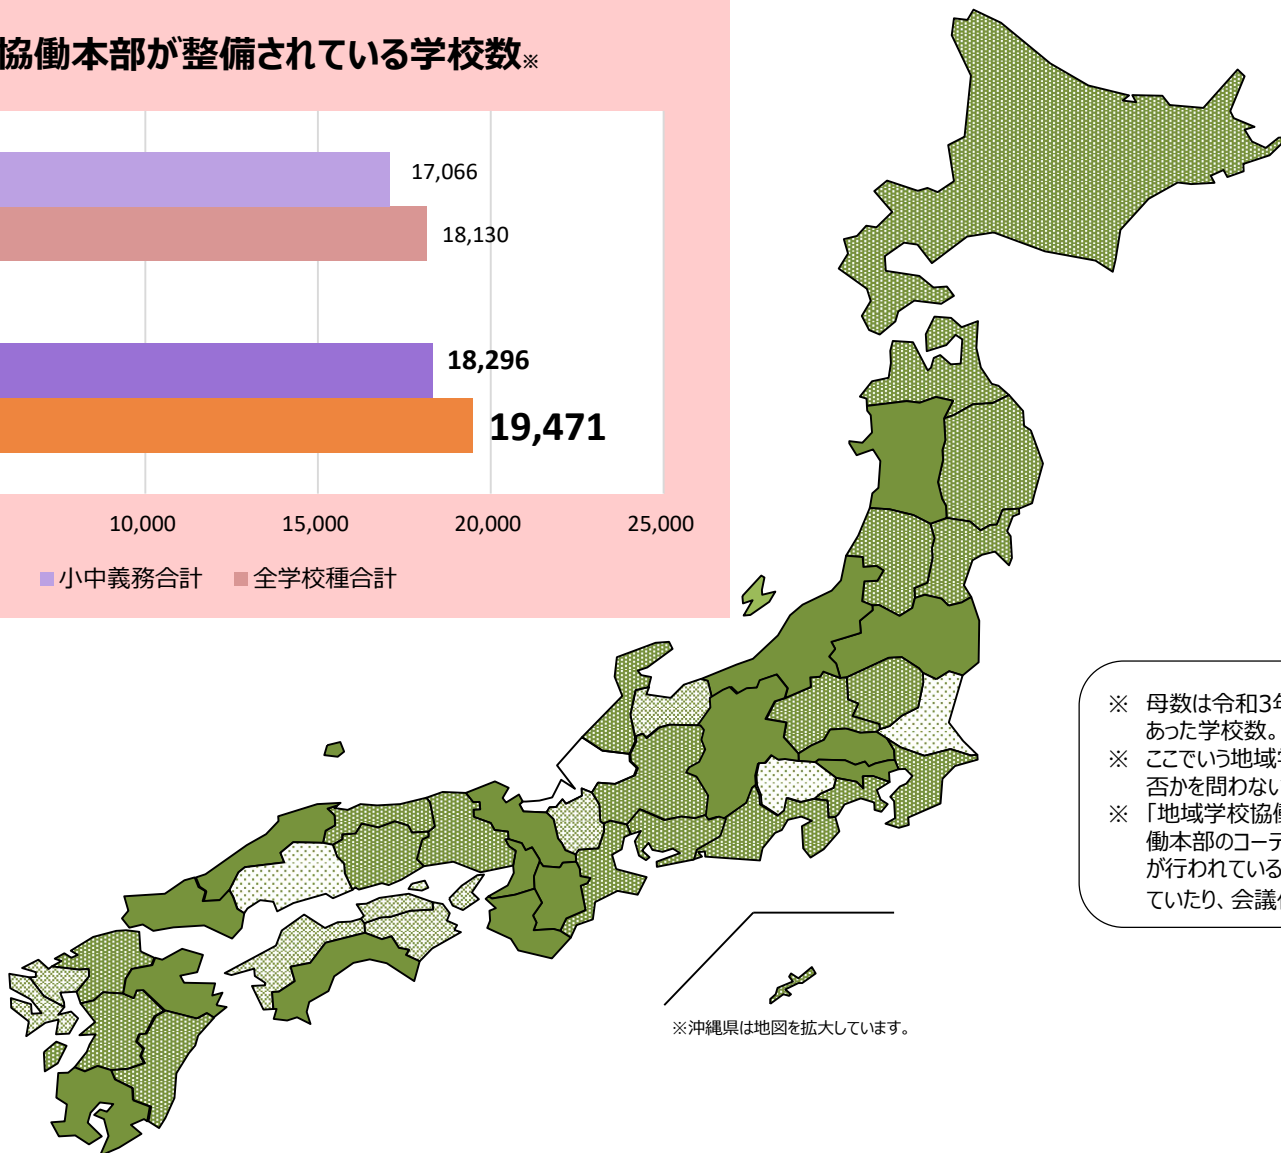 協働本部が整備されている学校数※
17,066
18,130
18,296
19,471
10,000 15,000 20,000 25,000
小中義務合計 全学校種合計
※ 母数は令和3年
あった学校数。
※ ここでいう地域学
否かを問わない
※ 「地域学校協働
働本部のコーデ
が行われている
ていたり、会議体
※沖縄県は地図を拡大しています。